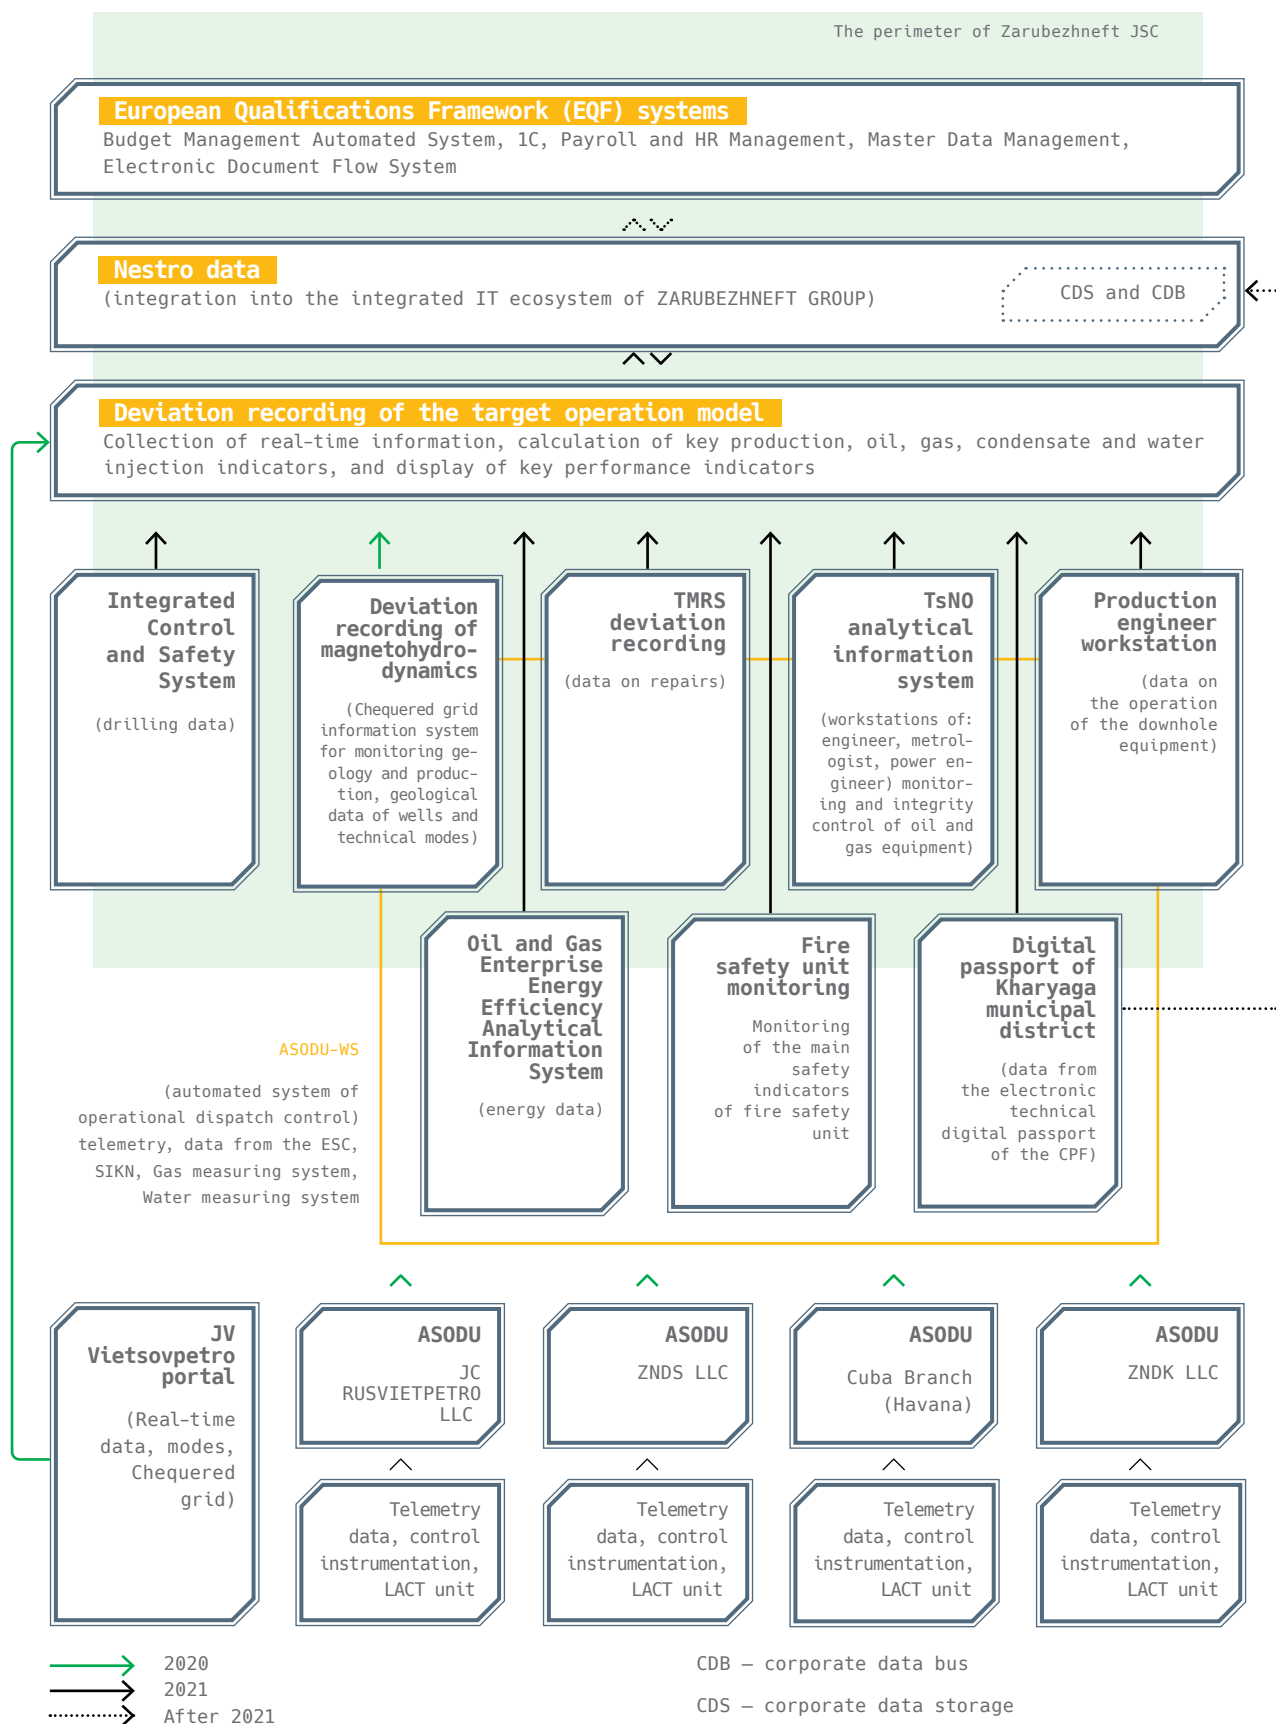 The perimeter of Zarubezhneft JSC
European Qualifications Framework (EQF) systems
Budget Management Automated System, 1C, Payroll and HR Management, Master Data Management,
Electronic Document Flow System
Nestro data
(integration into the integrated IT ecosystem of ZARUBEZHNEFT GROUP)
CDS and CDB
Deviation recording of the target operation model
Collection of real-time information, calculation of key production, oil, gas, condensate and water
injection indicators, and display of key performance indicators
Integrated
Control
and Safety
System
(drilling data)
Deviation
recording of
magnetohydro-
dynamics
(Chequered grid
information system
for monitoring ge-
ology and produc-
tion, geological
data of wells and
technical modes)
TMRS
deviation
recording
(data on repairs)
TsNO
analytical
information
system
(workstations of:
engineer, metrol-
ogist, power en-
gineer) monitor-
ing and integrity
control of oil and
gas equipment)
Production
engineer
workstation
(data on
the operation
of the downhole
equipment)
Oil and Gas
Enterprise
Energy
Efficiency
Analytical
Information
System
(energy data)
Fire
safety unit
monitoring
Monitoring
of the main
safety
indicators
of fire safety
unit
Digital
passport of
Kharyaga
municipal
district
(data from
the electronic
technical
digital passport
of the CPF)
ASODU-WS
(automated system of
operational dispatch control)
telemetry, data from the ESC,
SIKN, Gas measuring system,
Water measuring system
JV
Vietsovpetro
portal
(Real-time
data, modes,
Chequered
grid)
ASODU
JC
RUSVIETPETRO
LLC
ASODU
ZNDS LLC
ASODU
Cuba Branch
(Havana)
ASODU
ZNDK LLC
Telemetry
data, control
instrumentation,
LACT unit
Telemetry
data, control
instrumentation,
LACT unit
Telemetry
data, control
instrumentation,
LACT unit
Telemetry
data, control
instrumentation,
LACT unit
2020
2021
After 2021
CDB – corporate data bus
CDS – corporate data storage